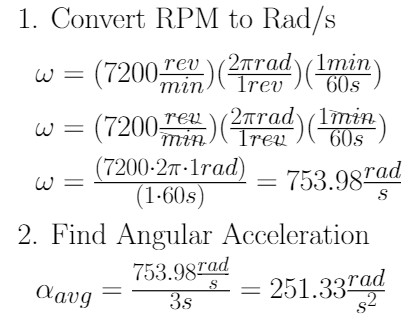 1. Convert RPM to Rad/s
ω = (7200 rev/min)(2πrad/1rev)(1min/60s)
ω = (7200 rev/min)(2πrad/1rev)(1min/60s)
ω = (7200·2π·1rad)/(1·60s) = 753.98 rad/s
2. Find Angular Acceleration
α_avg = 753.98 rad/s / 3s = 251.33 rad/s²